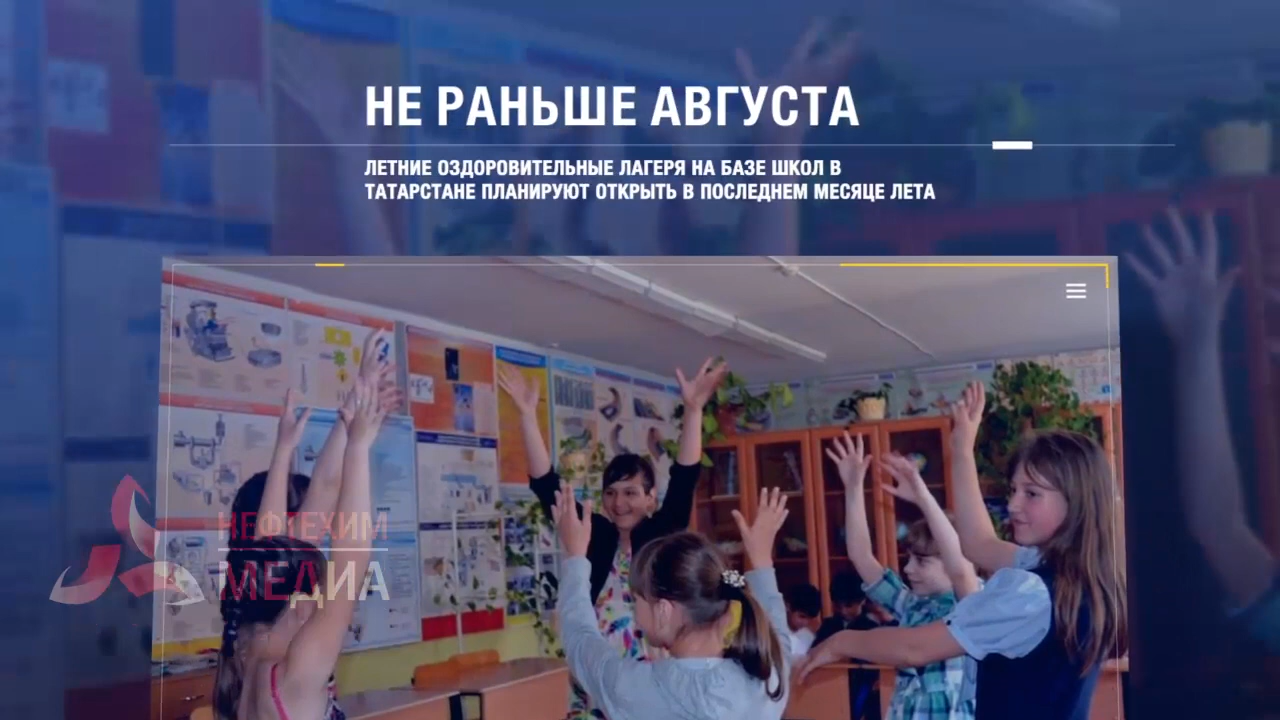 НЕ РАНЬШЕ АВГУСТА
ЛЕТНИЕ ОЗДОРОВИТЕЛЬНЫЕ ЛАГЕРЯ НА БАЗЕ ШКОЛ В
ТАТАРСТАНЕ ПЛАНИРУЮТ ОТКРЫТЬ В ПОСЛЕДНЕМ МЕСЯЦЕ ЛЕТА
НЕФТЕХИМ
МЕДИА